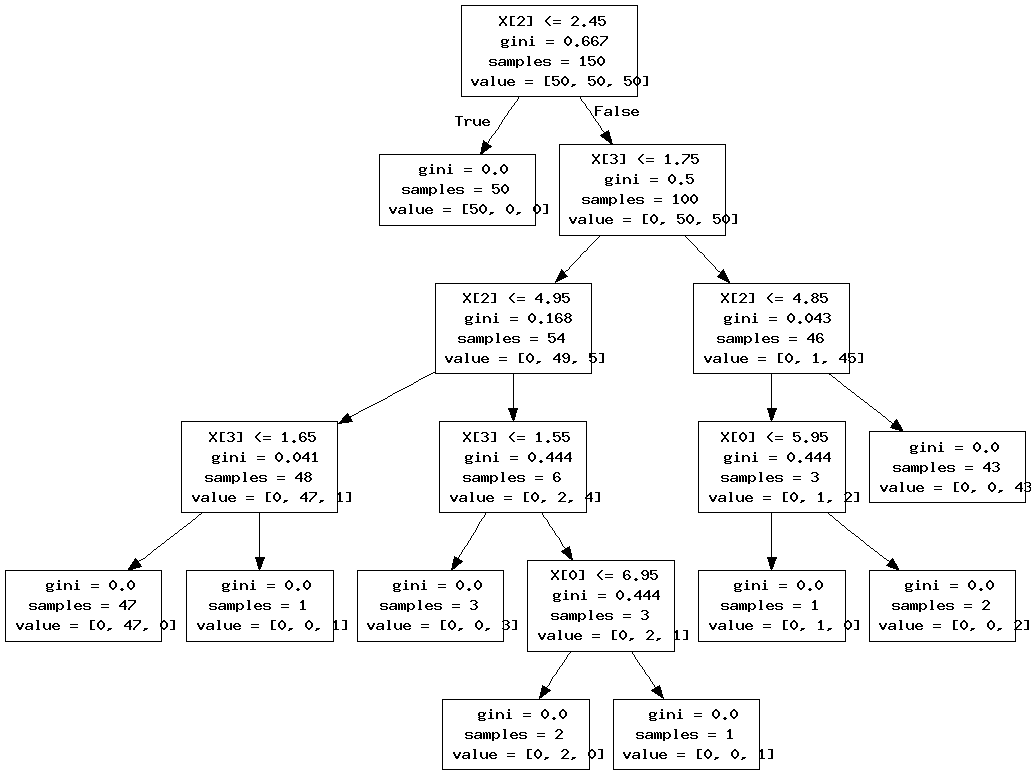 X[2] <= 2.45
gini = 0.667
samples = 150
value = [50, 50, 50]
True
False
gini = 0.0
samples = 50
value = [50, 0, 0]
X[3] <= 1.75
gini = 0.5
samples = 100
value = [0, 50, 50]
X[2] <= 4.95
gini = 0.168
samples = 54
value = [0, 49, 5]
X[2] <= 4.85
gini = 0.043
samples = 46
value = [0, 1, 45]
X[3] <= 1.65
gini = 0.041
samples = 48
value = [0, 47, 1]
X[3] <= 1.55
gini = 0.444
samples = 6
value = [0, 2, 4]
X[0] <= 5.95
gini = 0.444
samples = 3
value = [0, 1, 2]
gini = 0.0
samples = 43
value = [0, 0, 43
gini = 0.0
samples = 47
value = [0, 47, 0]
gini = 0.0
samples = 1
value = [0, 0, 1]
gini = 0.0
samples = 3
value = [0, 0, 3]
X[0] <= 6.95
gini = 0.444
samples = 3
value = [0, 2, 1]
gini = 0.0
samples = 1
value = [0, 1, 0]
gini = 0.0
samples = 2
value = [0, 0, 2]
gini = 0.0
samples = 2
value = [0, 2, 0]
gini = 0.0
samples = 1
value = [0, 0, 1]